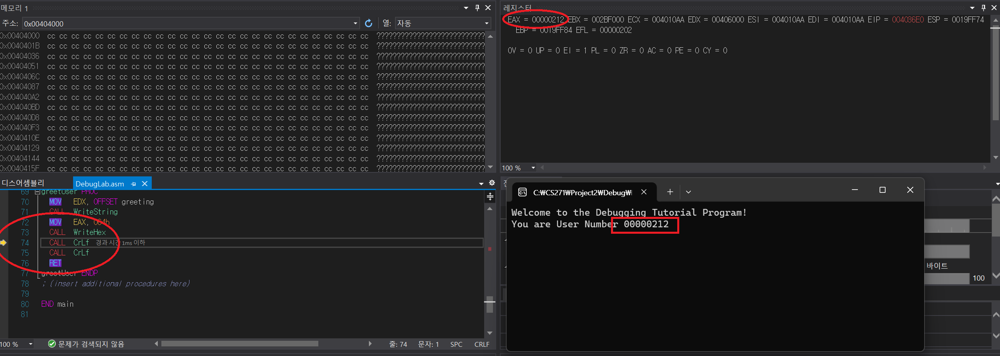 메모리 1
주소: 0x00404000 열: 자동
0x00404000 cc cc cc cc cc cc cc cc cc cc cc cc cc cc cc cc cc cc cc cc cc cc cc cc cc cc cc ???????????????????????????
0x0040401B cc cc cc cc cc cc cc cc cc cc cc cc cc cc cc cc cc cc cc cc cc cc cc cc cc cc cc ???????????????????????????
0x00404036 cc cc cc cc cc cc cc cc cc cc cc cc cc cc cc cc cc cc cc cc cc cc cc cc cc cc cc ???????????????????????????
0x00404051 cc cc cc cc cc cc cc cc cc cc cc cc cc cc cc cc cc cc cc cc cc cc cc cc cc cc cc ???????????????????????????
0x0040406C cc cc cc cc cc cc cc cc cc cc cc cc cc cc cc cc cc cc cc cc cc cc cc cc cc cc cc ???????????????????????????
0x00404087 cc cc cc cc cc cc cc cc cc cc cc cc cc cc cc cc cc cc cc cc cc cc cc cc cc cc cc ???????????????????????????
0x004040A2 cc cc cc cc cc cc cc cc cc cc cc cc cc cc cc cc cc cc cc cc cc cc cc cc cc cc cc ???????????????????????????
0x004040BD cc cc cc cc cc cc cc cc cc cc cc cc cc cc cc cc cc cc cc cc cc cc cc cc cc cc cc ???????????????????????????
0x004040D8 cc cc cc cc cc cc cc cc cc cc cc cc cc cc cc cc cc cc cc cc cc cc cc cc cc cc cc ???????????????????????????
0x004040F3 cc cc cc cc cc cc cc cc cc cc cc cc cc cc cc cc cc cc cc cc cc cc cc cc cc cc cc ???????????????????????????
0x0040410E cc cc cc cc cc cc cc cc cc cc cc cc cc cc cc cc cc cc cc cc cc cc cc cc cc cc cc ???????????????????????????
0x00404129 cc cc cc cc cc cc cc cc cc cc cc cc cc cc cc cc cc cc cc cc cc cc cc cc cc cc cc ???????????????????????????
0x00404144 cc cc cc cc cc cc cc cc cc cc cc cc cc cc cc cc cc cc cc cc cc cc cc cc cc cc cc ???????????????????????????
0x0040415F cc cc cc cc cc cc cc cc cc cc cc cc cc cc cc cc cc cc cc cc cc cc cc cc cc cc cc ???????????????????????????
레지스터
EAX = 00000212 EBX = 002BF000 ECX = 004010AA EDX = 00406000 ESI = 004010AA EDI = 004010AA EIP = 004036E0 ESP = 0019FF74
EBP = 0019FF84 EFL = 00000202
OV = 0 UP = 0 EI = 1 PL = 0 ZR = 0 AC = 0 PE = 0 CY = 0
100 %
디스어셈블리 DebugLab.asm
69 greetUser PROC
70 MOV EDX, OFFSET greeting
71 CALL WriteString
72 MOV EAX, 0D4h
73 CALL WriteHex
74 CALL CrLf 경과 시간 1ms 이하
75 CALL CrLf
76 RET
77 greetUser ENDP
78 ; (insert additional procedures here)
79
80 END main
81
100 % 문제가 검색되지 않음 줄: 74 문자: 1 SPC CRLF
C:₩CS271₩Project2₩Debug₩
Welcome to the Debugging Tutorial Program!
You are User Number 00000212
바이트
100